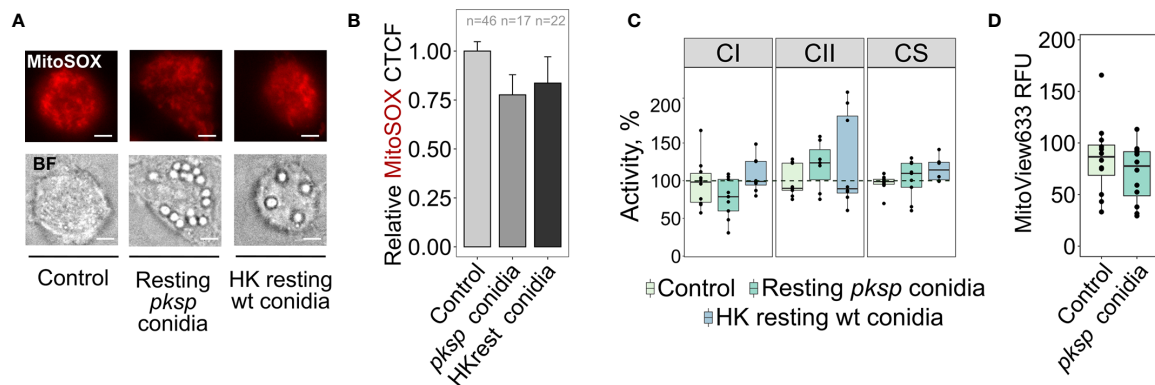 A
MitoSOX
BF
Control
Resting
pksp
conidia
HK resting
wt conidia
B
n=46 n=17 n=22
Relative MitoSOX CTCF
1.00
0.75
0.50
0.25
0.00
Control
pksp conidia
HKrest conidia
C
CI CII CS
Activity, %
200
150
100
50
0
Control Resting pksp conidia
HK resting wt conidia
D
MitoView633 RFU
200
150
100
50
0
Control
pksp conidia